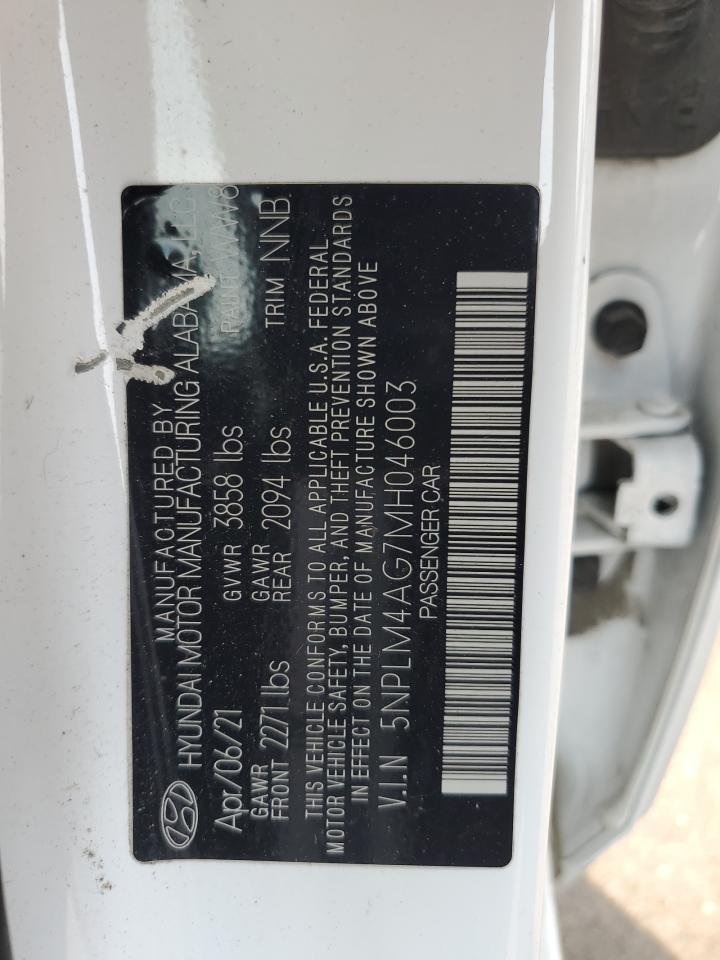 MANUFACTURED BY
HYUNDAI MOTOR MANUFACTURING ALABAMA, LLC.
Apr/06/21 GVWR 3858 lbs PAINT WW8
GAWR FRONT 2271 lbs GAWR REAR 2094 lbs TRIM NNB
THIS VEHICLE CONFORMS TO ALL APPLICABLE U.S.A. FEDERAL
MOTOR VEHICLE SAFETY, BUMPER, AND THEFT PREVENTION STANDARDS
IN EFFECT ON THE DATE OF MANUFACTURE SHOWN ABOVE
V.I.N 5NPLM4AG7MH046003
PASSENGER CAR